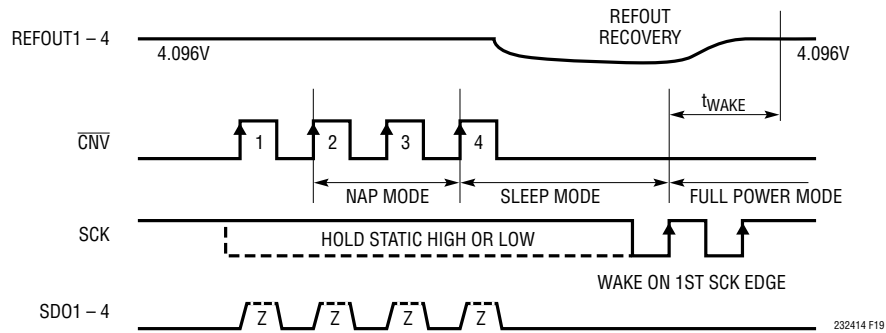 REFOUT
RECOVERY
REFOUT1 – 4
4.096V
4.096V
tWAKE
CNV
1
2
3
4
NAP MODE
SLEEP MODE
FULL POWER MODE
SCK
HOLD STATIC HIGH OR LOW
WAKE ON 1ST SCK EDGE
SDO1 – 4
Z
Z
Z
Z
232414 F19